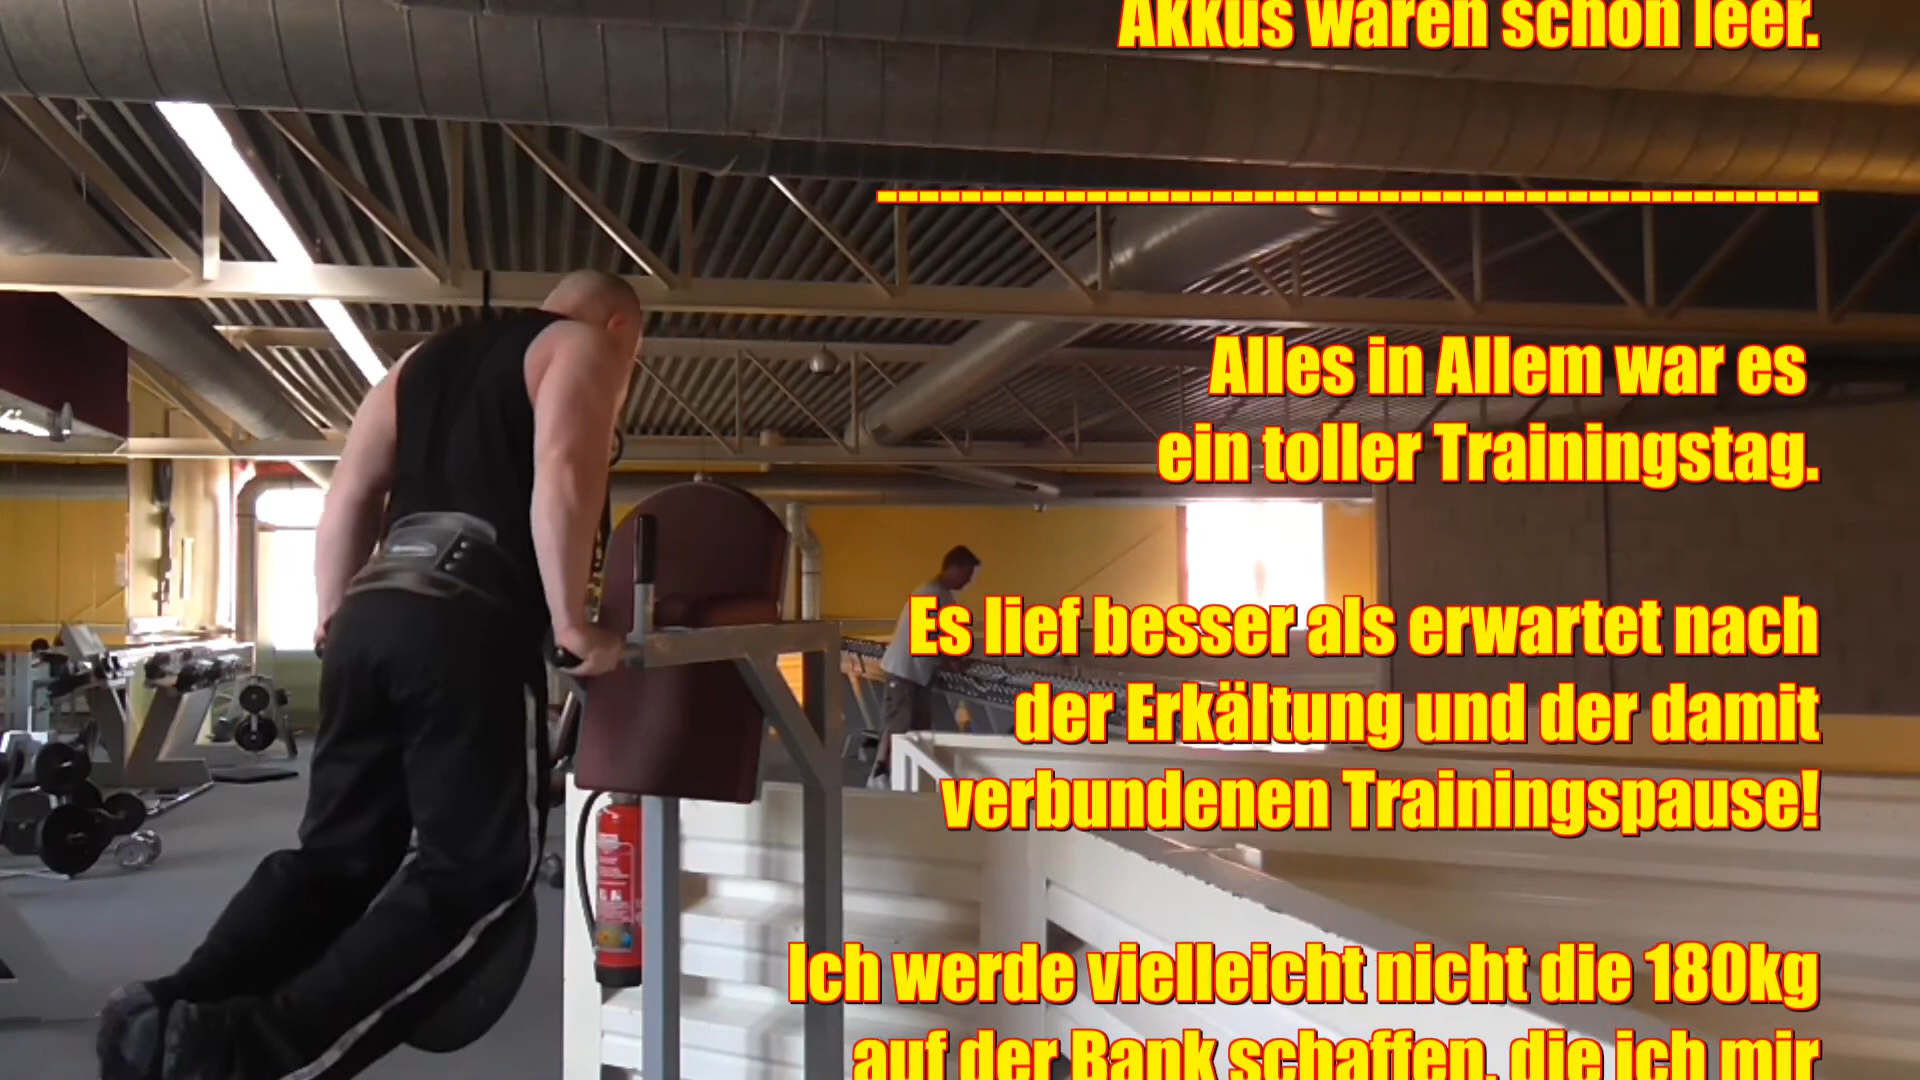 Akkus waren schon leer.
---------------------------------------------
Alles in Allem war es
ein toller Trainingstag.
Es lief besser als erwartet nach
der Erkältung und der damit
verbundenen Trainingspause!
Ich werde vielleicht nicht die 180kg
auf der Bank schaffen, die ich mir